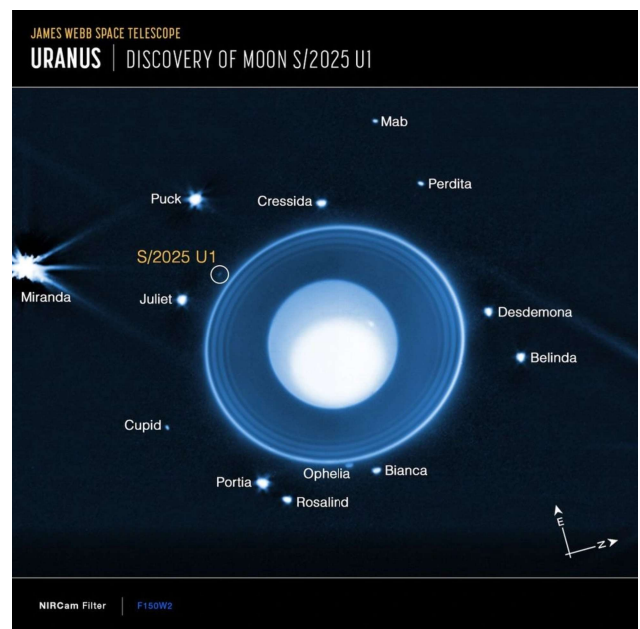 JAMES WEBB SPACE TELESCOPE
URANUS | DISCOVERY OF MOON S/2025 U1
Mab
Perdita
Puck
Cressida
S/2025 U1
Miranda
Juliet
Desdemona
Belinda
Cupid
Portia
Ophelia
Bianca
Rosalind
E
N
NIRCam Filter | F150W2